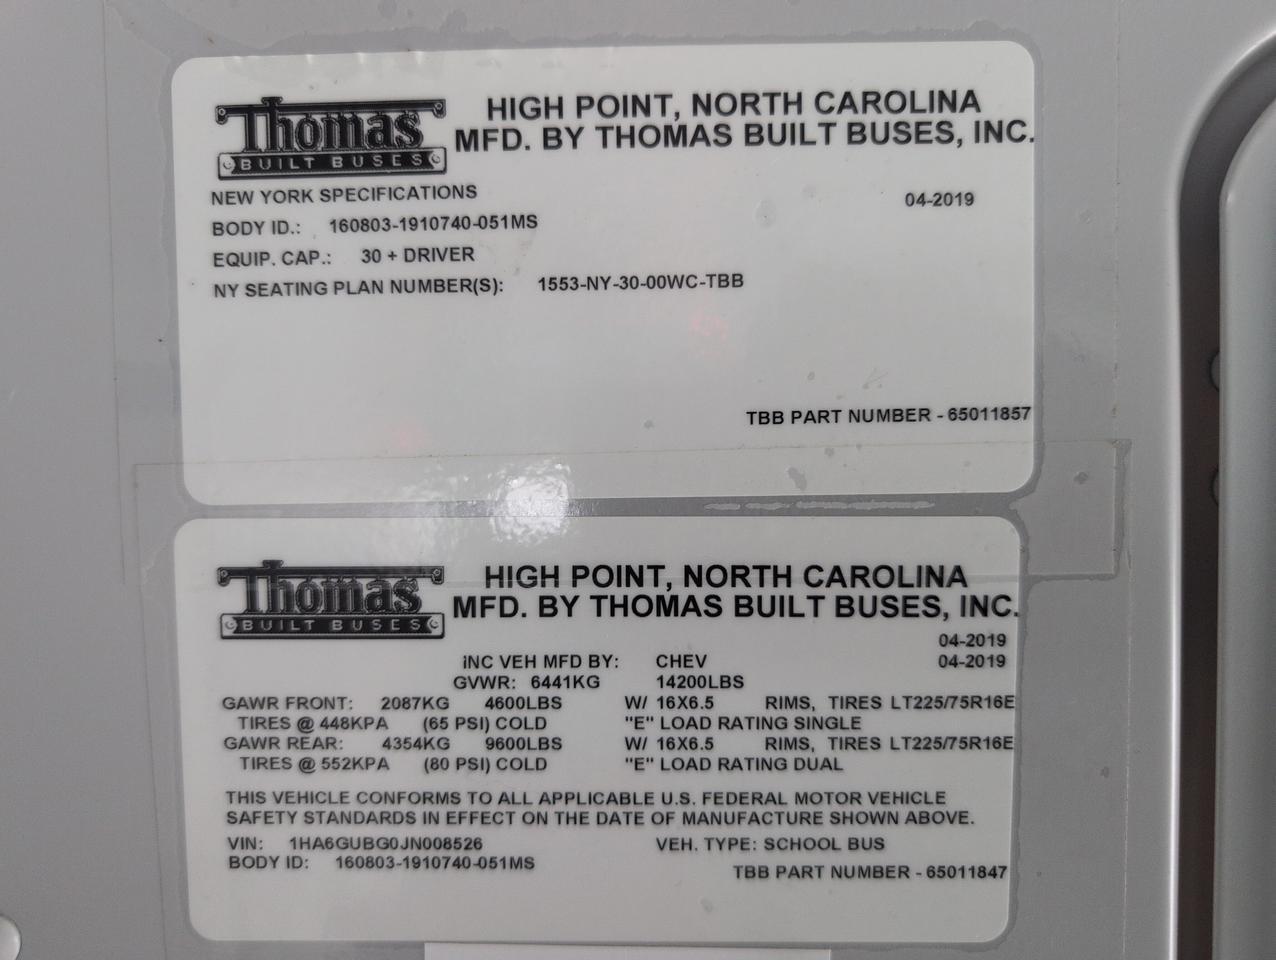 Thomas
BUILT BUSES
HIGH POINT, NORTH CAROLINA
MFD. BY THOMAS BUILT BUSES, INC.
NEW YORK SPECIFICATIONS 04-2019
BODY ID.: 160803-1910740-051MS
EQUIP. CAP.: 30 + DRIVER
NY SEATING PLAN NUMBER(S): 1553-NY-30-00WC-TBB
TBB PART NUMBER - 65011857
Thomas
BUILT BUSES
HIGH POINT, NORTH CAROLINA
MFD. BY THOMAS BUILT BUSES, INC.
04-2019
iNC VEH MFD BY: CHEV 04-2019
GVWR: 6441KG 14200LBS
GAWR FRONT: 2087KG 4600LBS W/ 16X6.5 RIMS, TIRES LT225/75R16E
TIRES @ 448KPA (65 PSI) COLD "E" LOAD RATING SINGLE
GAWR REAR: 4354KG 9600LBS W/ 16X6.5 RIMS, TIRES LT225/75R16E
TIRES @ 552KPA (80 PSI) COLD "E" LOAD RATING DUAL
THIS VEHICLE CONFORMS TO ALL APPLICABLE U.S. FEDERAL MOTOR VEHICLE
SAFETY STANDARDS IN EFFECT ON THE DATE OF MANUFACTURE SHOWN ABOVE.
VIN: 1HA6GUBG0JN008526 VEH. TYPE: SCHOOL BUS
BODY ID: 160803-1910740-051MS
TBB PART NUMBER - 65011847